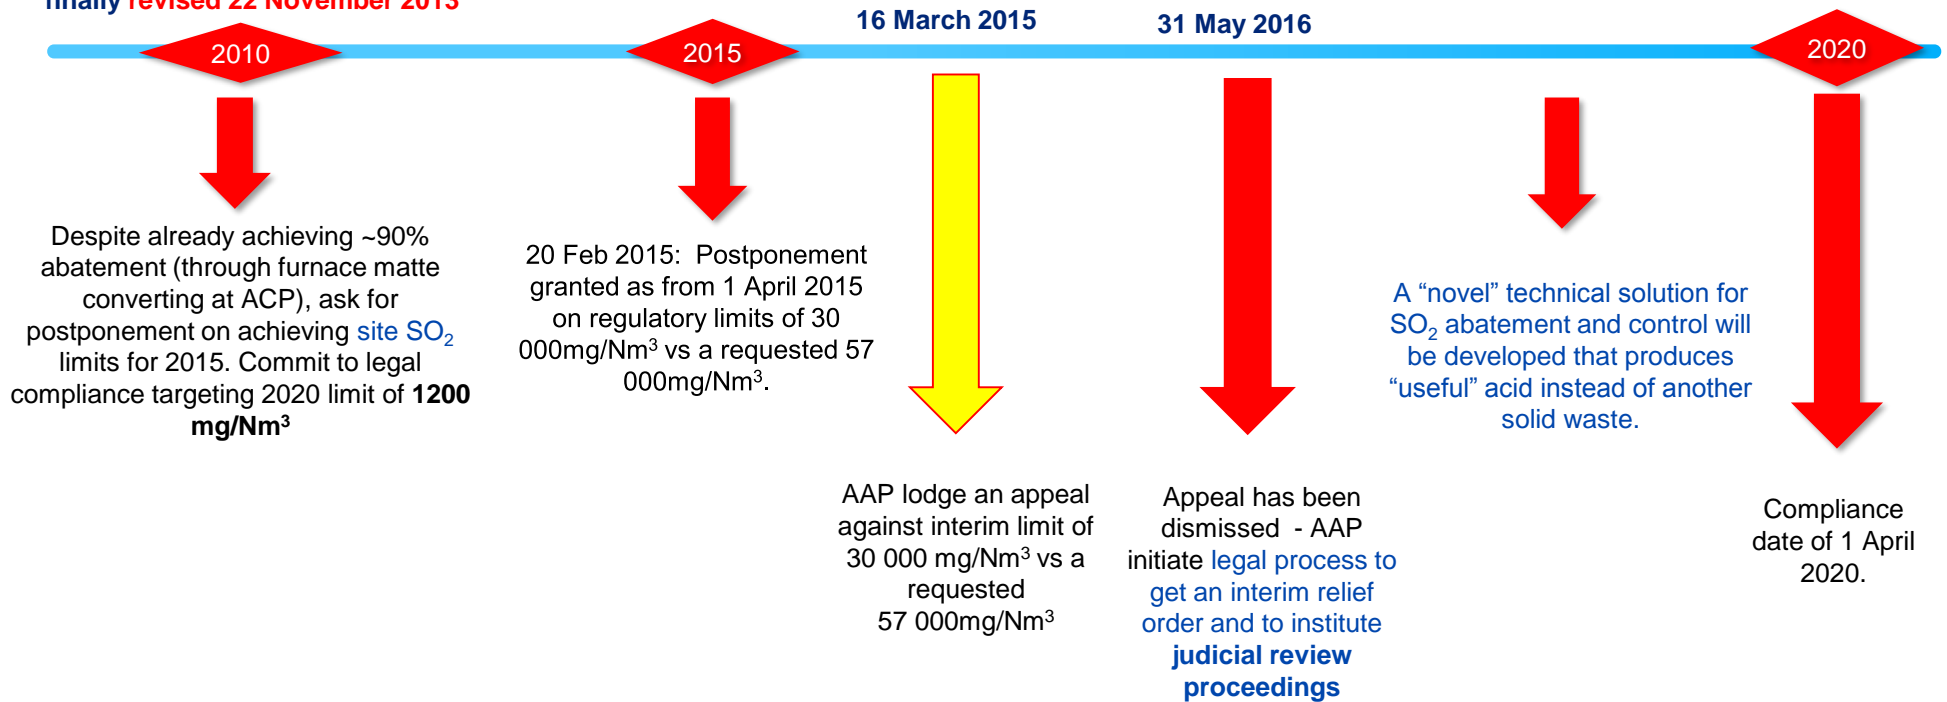 finally revised 22 November 2013
16 March 2015
31 May 2016
2010
2015
2020
Despite already achieving ~90%
abatement (through furnace matte
converting at ACP), ask for
postponement on achieving site SO₂
limits for 2015. Commit to legal
compliance targeting 2020 limit of 1200
mg/Nm³
20 Feb 2015: Postponement
granted as from 1 April 2015
on regulatory limits of 30
000mg/Nm³ vs a requested 57
000mg/Nm³.
AAP lodge an appeal
against interim limit of
30 000 mg/Nm³ vs a
requested
57 000mg/Nm³
Appeal has been
dismissed - AAP
initiate legal process to
get an interim relief
order and to institute
judicial review
proceedings
A “novel” technical solution for
SO₂ abatement and control will
be developed that produces
“useful” acid instead of another
solid waste.
Compliance
date of 1 April
2020.